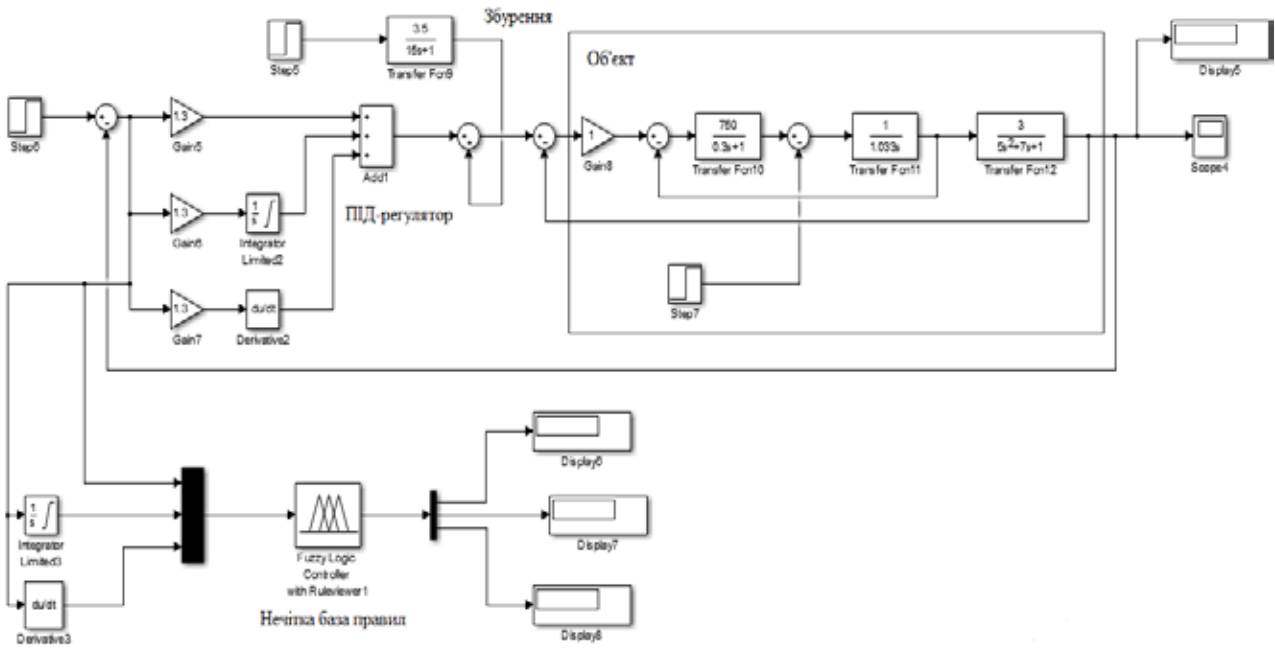 Збурення
Step5
3.5
16s+1
Transfer Fcn9
Об'єкт
Display5
Step6
1.3
Gain5
Add1
1
Gain8
760
0.3s+1
Transfer Fcn10
1
1.033s
Transfer Fcn11
3
5s²+7s+1
Transfer Fcn12
Scope4
ПІД-регулятор
1.3
Gain6
1
s
Integrator
Limited2
Step7
1.3
Gain7
du/dt
Derivative2
Display6
1
s
Integrator
Limited3
Fuzzy Logic
Controller
with Ruleviewer1
Display7
du/dt
Derivative3
Нечітка база правил
Display8